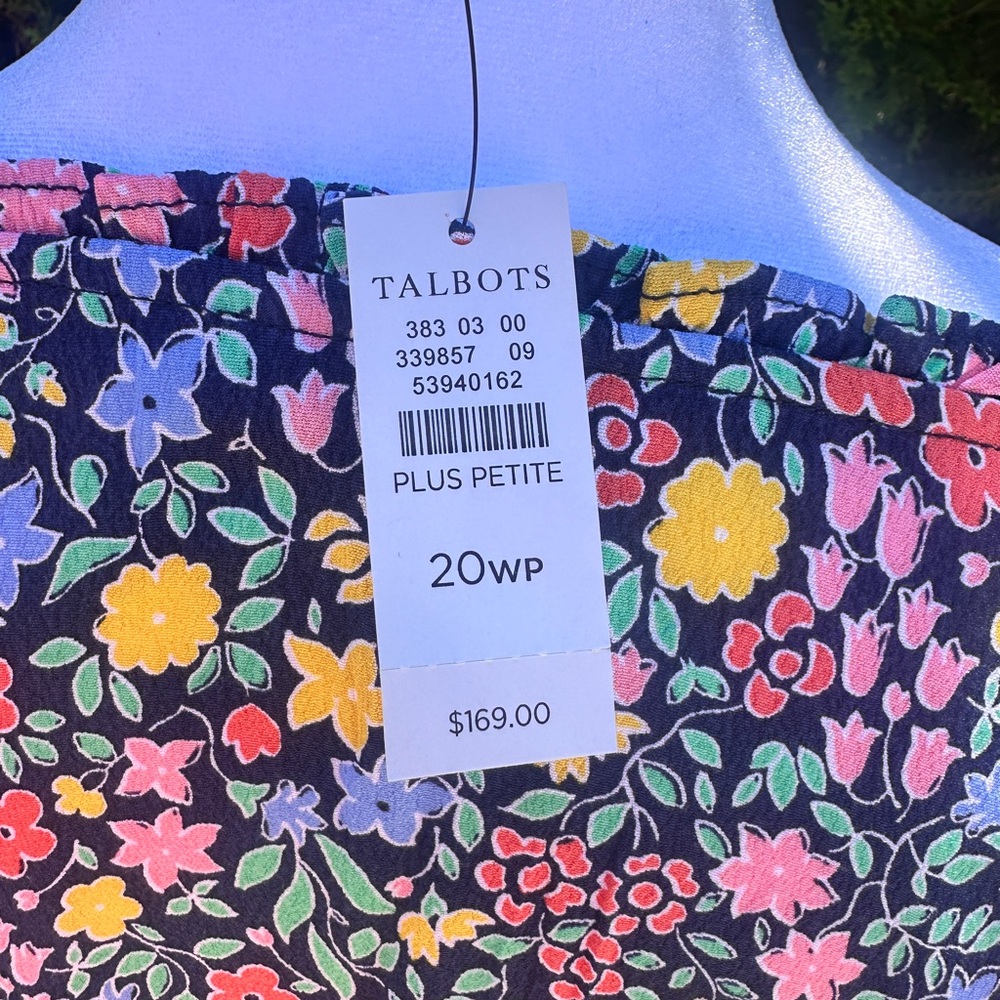 TALBOTS
383 03 00
339857 09
53940162
PLUS PETITE
20WP
$169.00